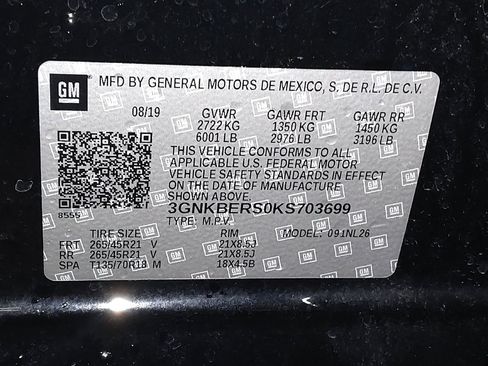 GM MFD BY GENERAL MOTORS DE MEXICO, S. DE R.L. DE C.V.
08/19 GVWR GAWR FRT GAWR RR
2722 KG 1350 KG 1450 KG
6001 LB 2976 LB 3196 LB
THIS VEHICLE CONFORMS TO ALL
APPLICABLE U.S. FEDERAL MOTOR
VEHICLE SAFETY STANDARDS IN EFFECT
ON THE DATE OF MANUFACTURE SHOWN
ABOVE.
3GNKBERS0KS703699
8555 TYPE: M.P.V.
TIRE SIZE RIM MODEL: 091NL26
FRT 265/45R21 V 21X8.5J
RR 265/45R21 V 21X8.5J
SPA T135/70R18 M 18X4.5B